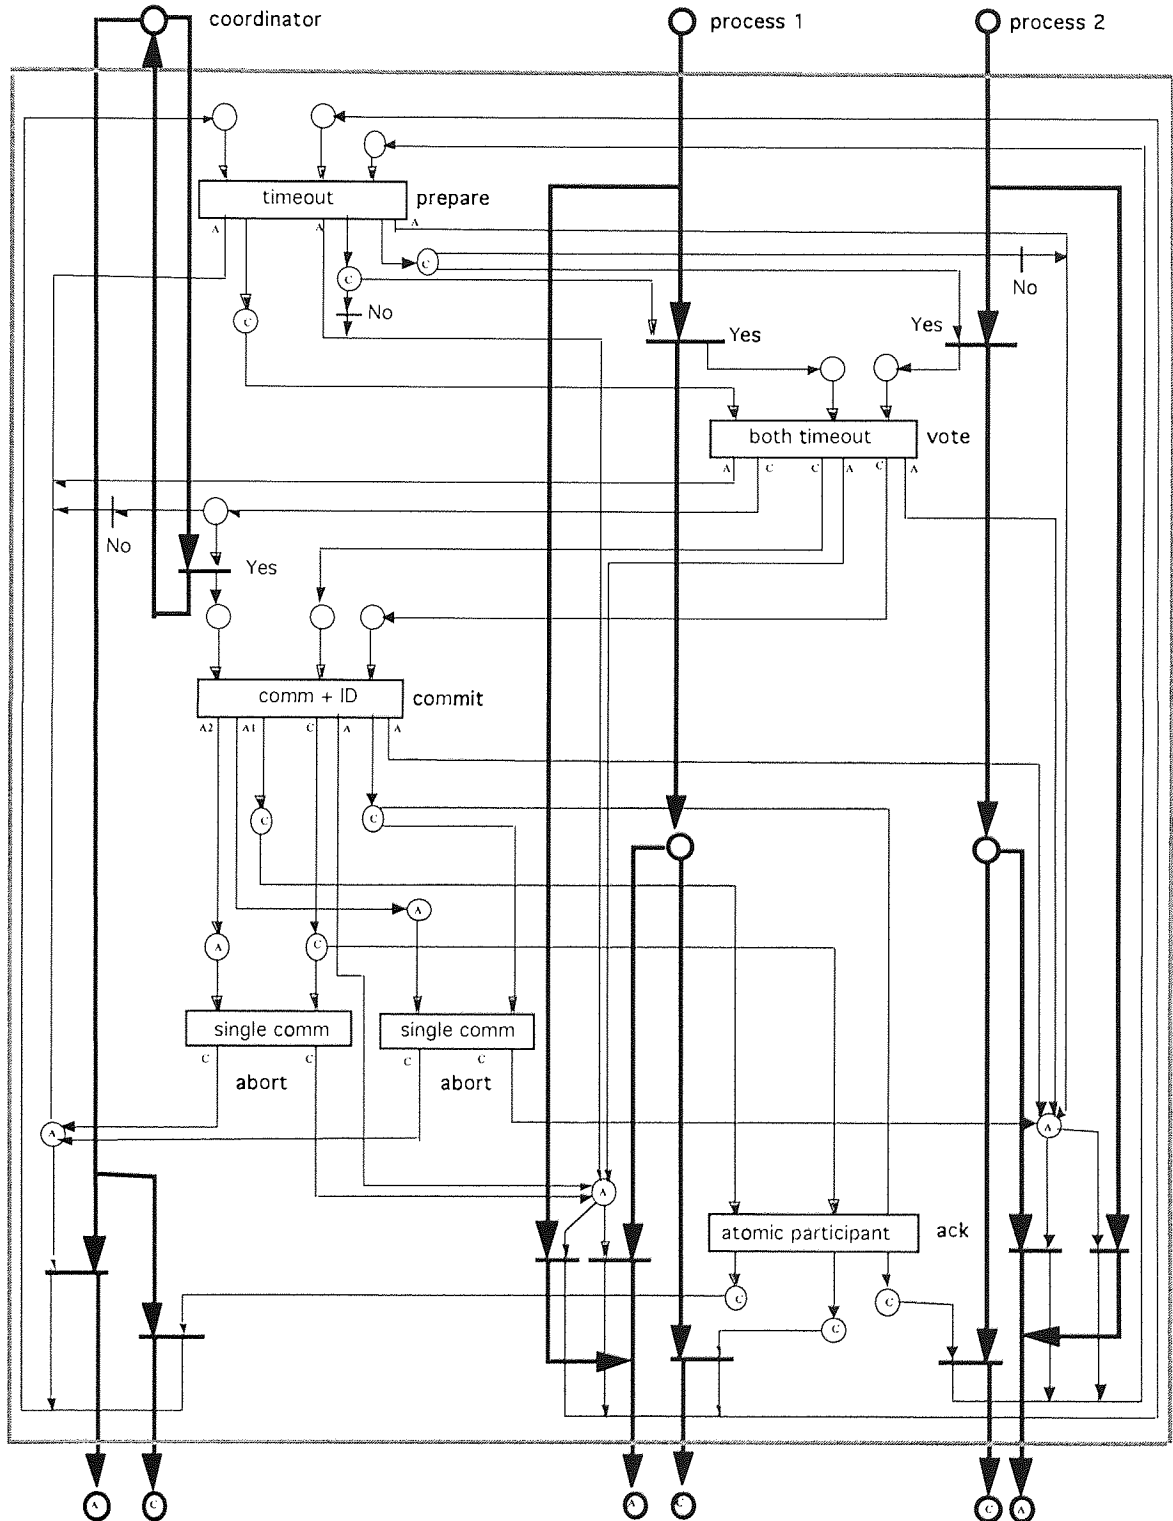 coordinator
process 1
process 2
timeout
prepare
A
A
A
C
C
No
No
C
Yes
Yes
both timeout
vote
A
C
C
A
C
A
No
Yes
comm + ID
commit
A2
A1
C
A
A
C
C
A
A
C
single comm
single comm
C
C
C
C
abort
abort
A
A
A
atomic participant
ack
C
C
C
A
C
A
C
C
A